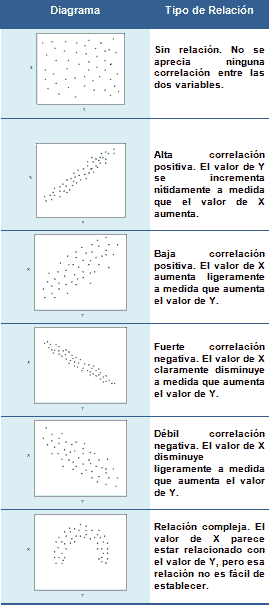 Diagrama Tipo de Relación
X
Y
Sin relación. No se
aprecia ninguna
correlación entre las
dos variables.
X
Y
Alta correlación
positiva. El valor de Y
se incrementa
nítidamente a medida
que el valor de X
aumenta.
X
Y
Baja correlación
positiva. El valor de X
aumenta ligeramente
a medida que aumenta
el valor de Y.
X
Y
Fuerte correlación
negativa. El valor de X
claramente disminuye
a medida que aumenta
el valor de Y.
X
Y
Débil correlación
negativa. El valor de X
disminuye
ligeramente a medida
que aumenta el valor
de Y.
X
Y
Relación compleja. El
valor de X parece
estar relacionado con
el valor de Y, pero esa
relación no es fácil de
establecer.